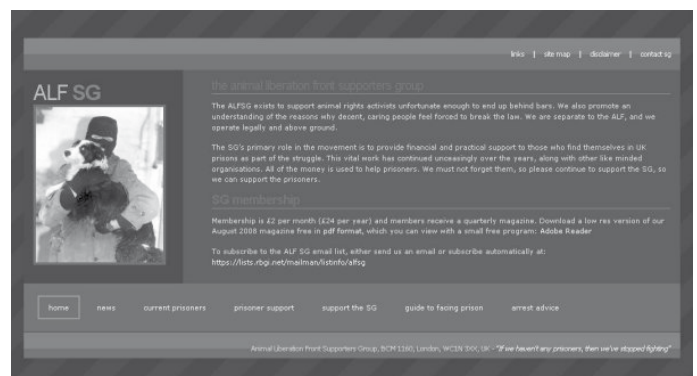 links | site map | disclaimer | contact sg
ALF SG
the animal liberation front supporters group
The ALFSG exists to support animal rights activists unfortunate enough to end up behind bars. We also promote an
understanding of the reasons why decent, caring people feel forced to break the law. We are separate to the ALF, and we
operate legally and above ground.
The SG's primary role in the movement is to provide financial and practical support to those who find themselves in UK
prisons as part of the struggle. This vital work has continued unceasingly over the years, along with other like minded
organisations. All of the money is used to help prisoners. We must not forget them, so please continue to support the SG, so
we can support the prisoners.
SG membership
Membership is £2 per month (£24 per year) and members receive a quarterly magazine. Download a low res version of our
August 2008 magazine free in pdf format, which you can view with a small free program: Adobe Reader
To subscribe to the ALF SG email list, either send us an email or subscribe automatically at:
https://lists.rbgi.net/mailman/listinfo/alfsg
home news current prisoners prisoner support support the SG guide to facing prison arrest advice
Animal Liberation Front Supporters Group, BCM 1160, London, WC1N 3XX, UK - "If we haven't any prisoners, then we've stopped fighting"